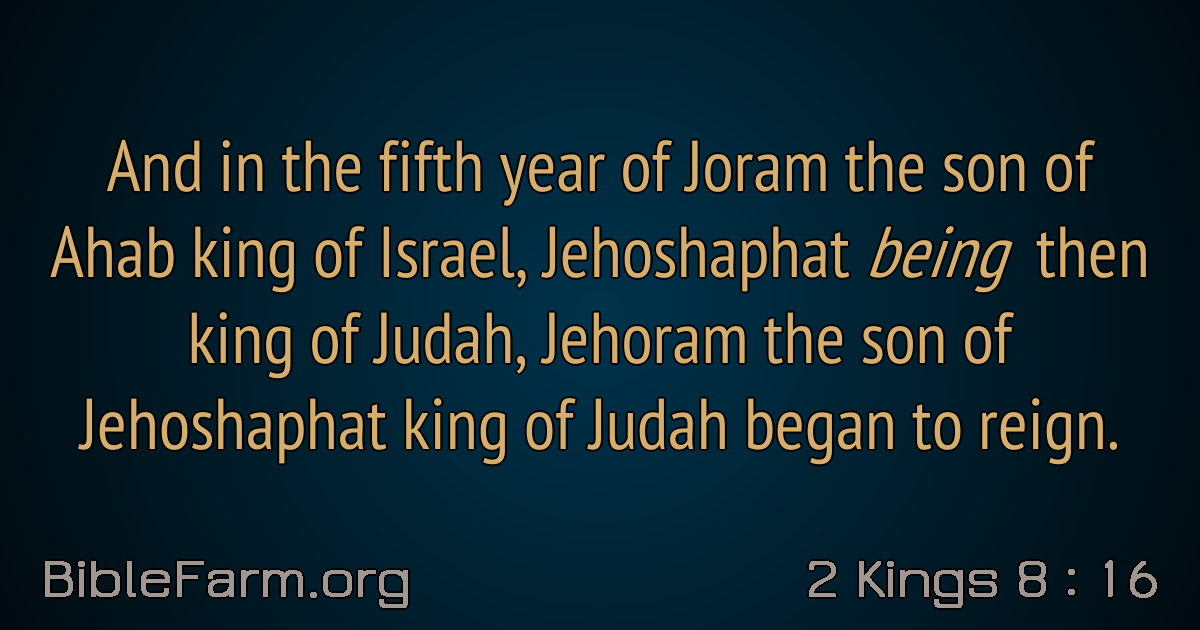 And in the fifth year of Joram the son of
Ahab king of Israel, Jehoshaphat being then
king of Judah, Jehoram the son of
Jehoshaphat king of Judah began to reign.
BibleFarm.org
2 Kings 8 : 16